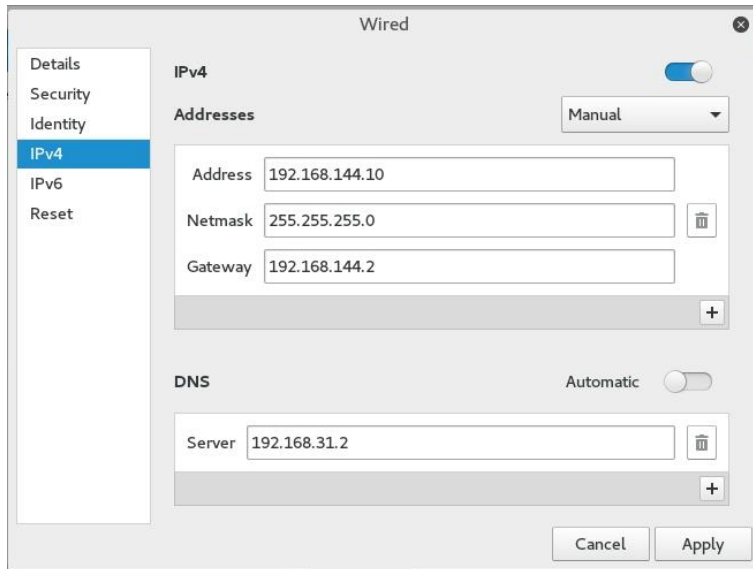 Wired
Details
Security
Identity
IPv4
IPv6
Reset
IPv4
Addresses Manual
Address 192.168.144.10
Netmask 255.255.255.0
Gateway 192.168.144.2
+
DNS Automatic
Server 192.168.31.2
+
Cancel Apply